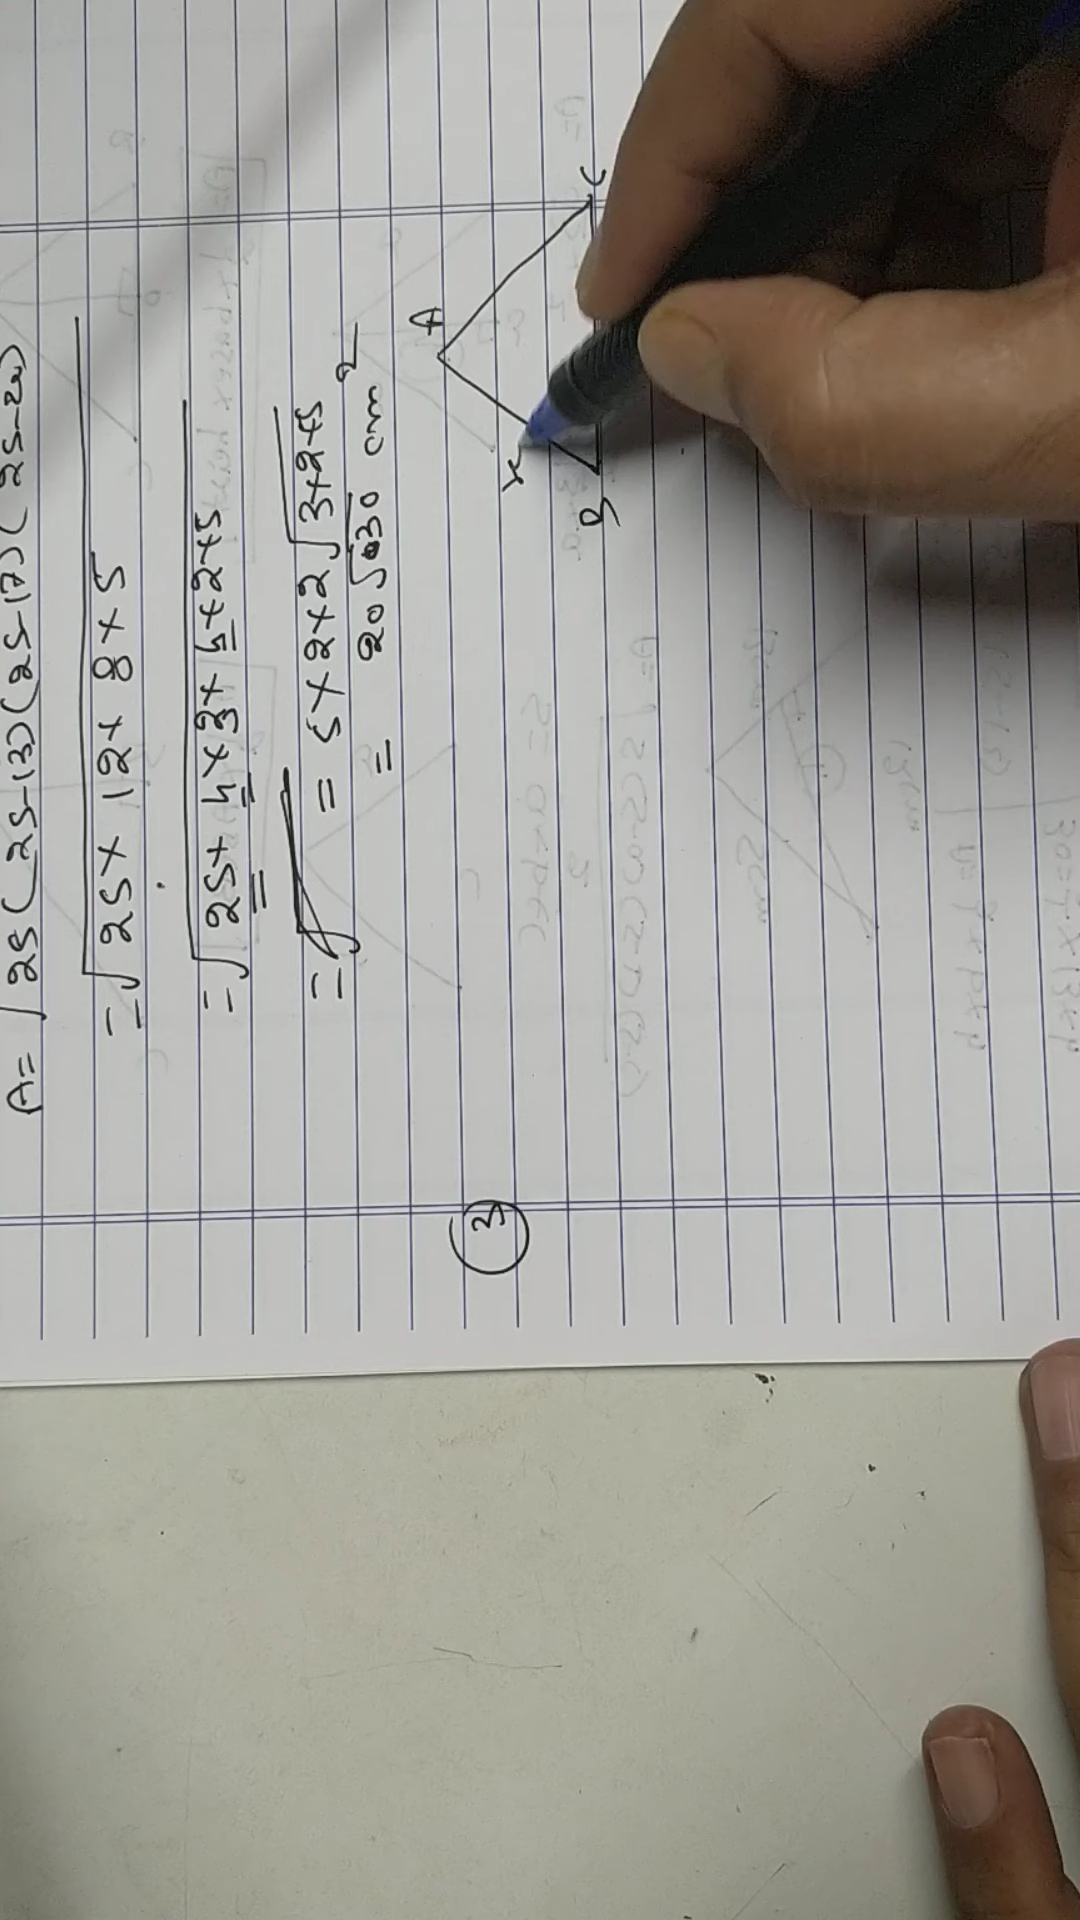 A = √25(25-13)(25-17)(25-20)
= √25 × 12 × 8 × 5
= √25 × 4 × 3 × 4 × 2 × 5
= = 5 × 2 × 2 √3×2×5
= 20√30 cm²
③
A
x
B
C